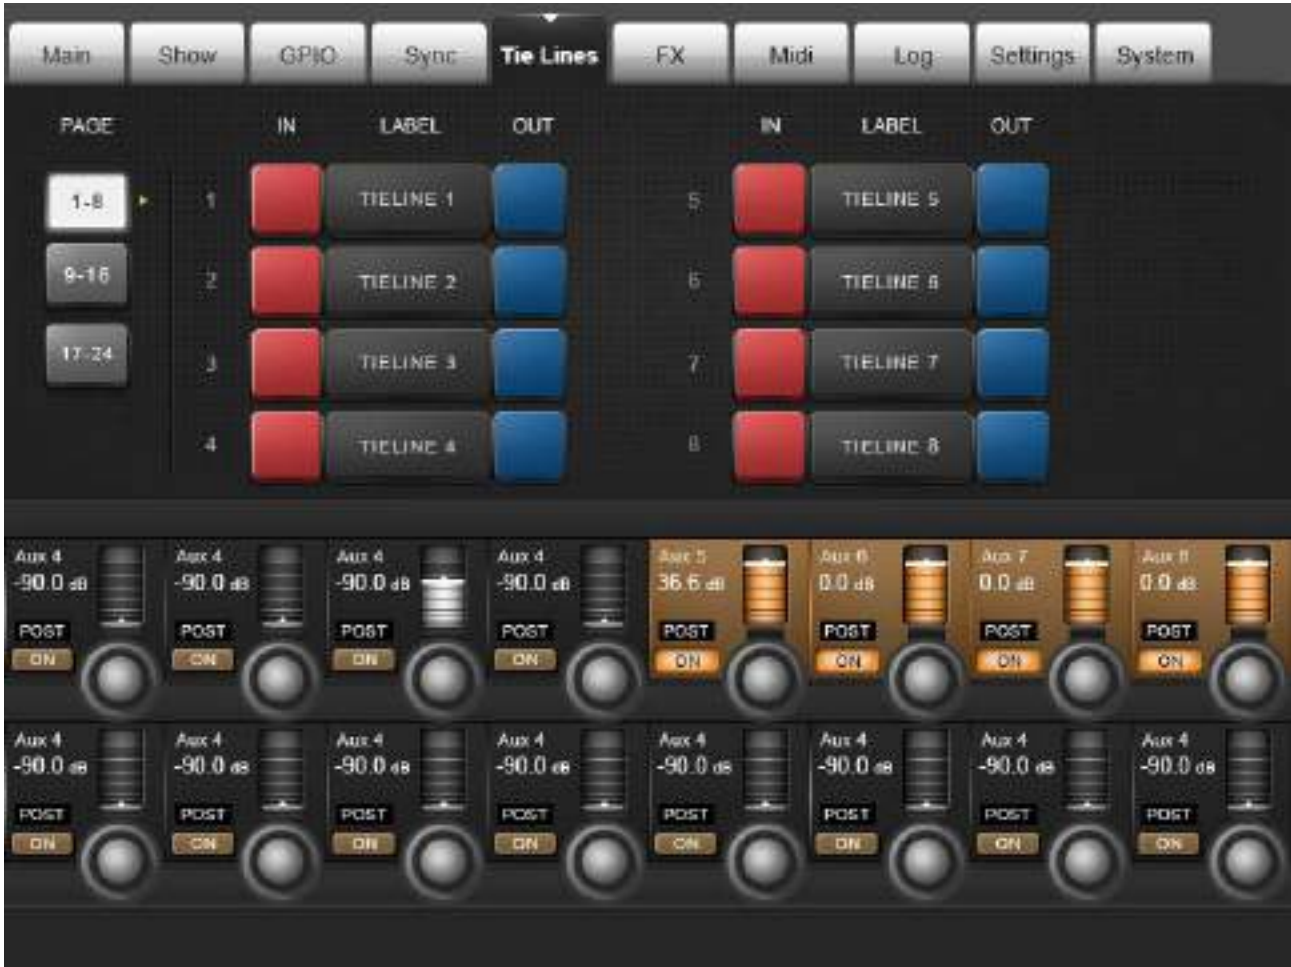 Main Show GPIO Sync Tie Lines FX Midi Log Settings System
PAGE IN LABEL OUT IN LABEL OUT
1-8 1 TIELINE 1 5 TIELINE 5
9-16 2 TIELINE 2 6 TIELINE 6
17-24 3 TIELINE 3 7 TIELINE 7
4 TIELINE 4 8 TIELINE 8
Aux 4 Aux 4 Aux 4 Aux 4 Aux 5 Aux 6 Aux 7 Aux 8
-90.0 dB -90.0 dB -90.0 dB -90.0 dB 36.6 dB 0.0 dB 0.0 dB 0.0 dB
POST POST POST POST POST POST POST POST
ON ON ON ON ON ON ON ON
Aux 4 Aux 4 Aux 4 Aux 4 Aux 4 Aux 4 Aux 4 Aux 4
-90.0 dB -90.0 dB -90.0 dB -90.0 dB -90.0 dB -90.0 dB -90.0 dB -90.0 dB
POST POST POST POST POST POST POST POST
ON ON ON ON ON ON ON ON